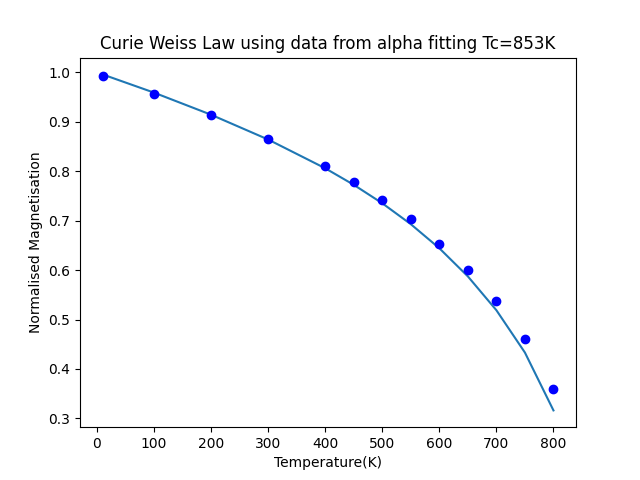 Curie Weiss Law using data from alpha fitting Tc=853K
1.0
0.9
0.8
0.7
0.6
0.5
0.4
0.3
Normalised Magnetisation
0 100 200 300 400 500 600 700 800
Temperature(K)